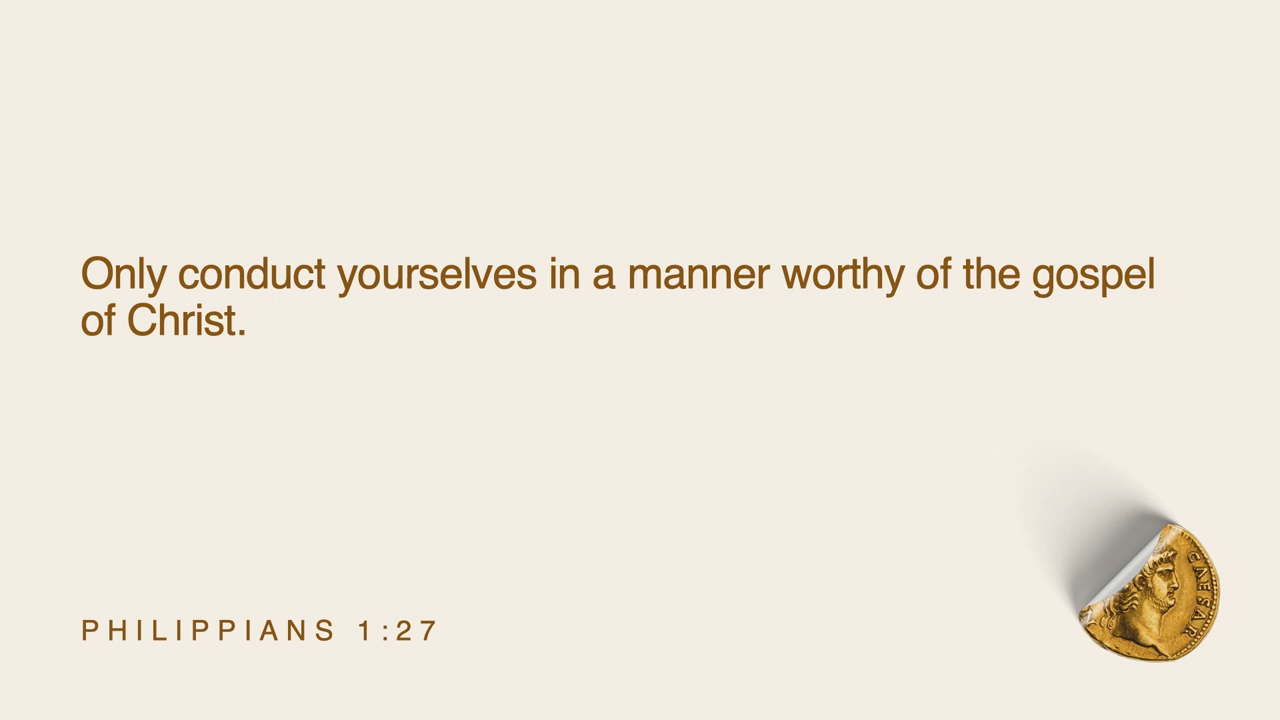 Only conduct yourselves in a manner worthy of the gospel
of Christ.
PHILIPPIANS 1:27
CAESAR